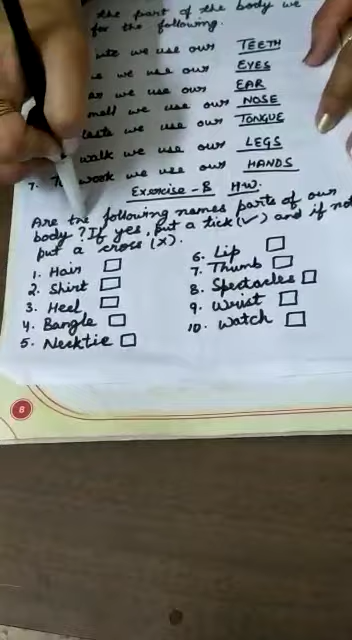 the part of the body we
for the following.
we use our TEETH
we use our EYES
we use our EAR
we use our NOSE
we use our TONGUE
walk we use our LEGS
7. To work we use our HANDS
Exercise - B HW.
Are the following names parts of our
body? If yes, put a tick (✓) and if not
put a cross (x).
1. Hair
2. Shirt
3. Heel
4. Bangle
5. Necktie
6. Lip
7. Thumb
8. Spectacles
9. Wrist
10. Watch
8